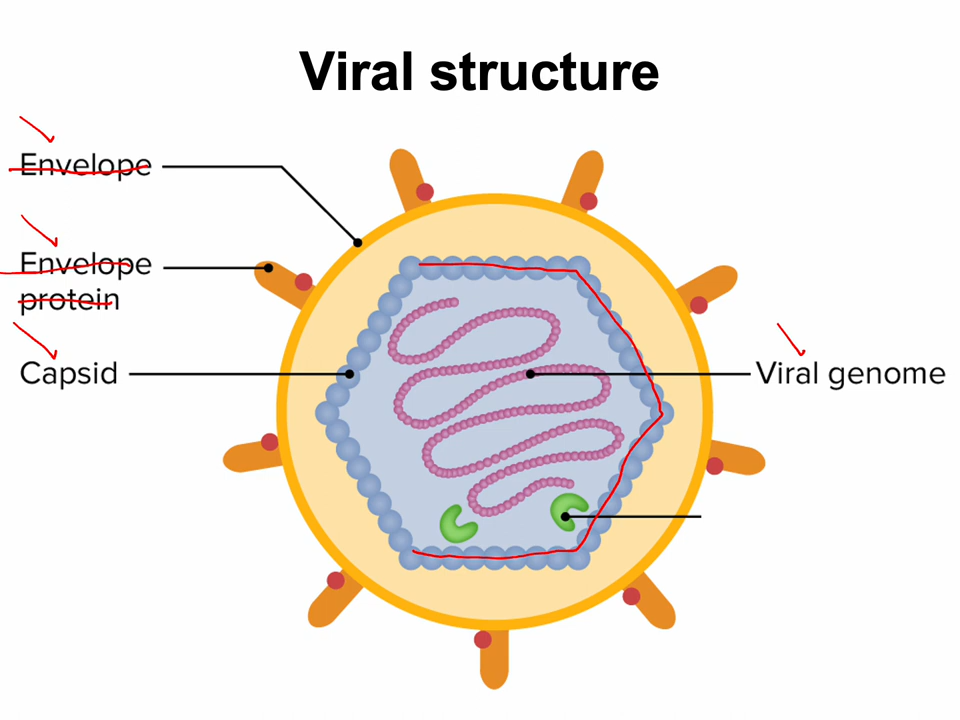 Viral structure
Envelope
Envelope
protein
Capsid
Viral genome